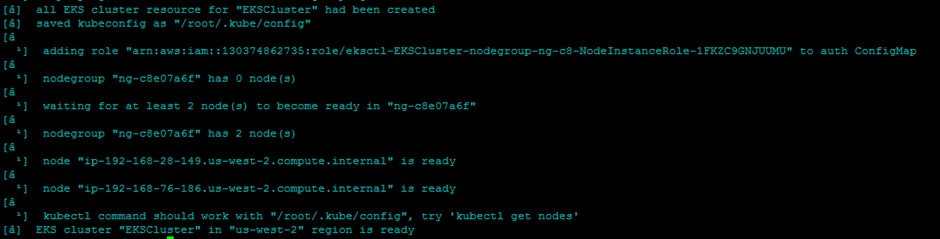 [â]  all EKS cluster resource for "EKSCluster" had been created
[â]  saved kubeconfig as "/root/.kube/config"
[â
 ¹]  adding role "arn:aws:iam::130374862735:role/eksctl-EKSCluster-nodegroup-ng-c8-NodeInstanceRole-1FKZC9GNJUUMU" to auth ConfigMap
[â
 ¹]  nodegroup "ng-c8e07a6f" has 0 node(s)
[â
 ¹]  waiting for at least 2 node(s) to become ready in "ng-c8e07a6f"
[â
 ¹]  nodegroup "ng-c8e07a6f" has 2 node(s)
[â
 ¹]  node "ip-192-168-28-149.us-west-2.compute.internal" is ready
[â
 ¹]  node "ip-192-168-76-186.us-west-2.compute.internal" is ready
[â
 ¹]  kubectl command should work with "/root/.kube/config", try 'kubectl get nodes'
[â]  EKS cluster "EKSCluster" in "us-west-2" region is ready